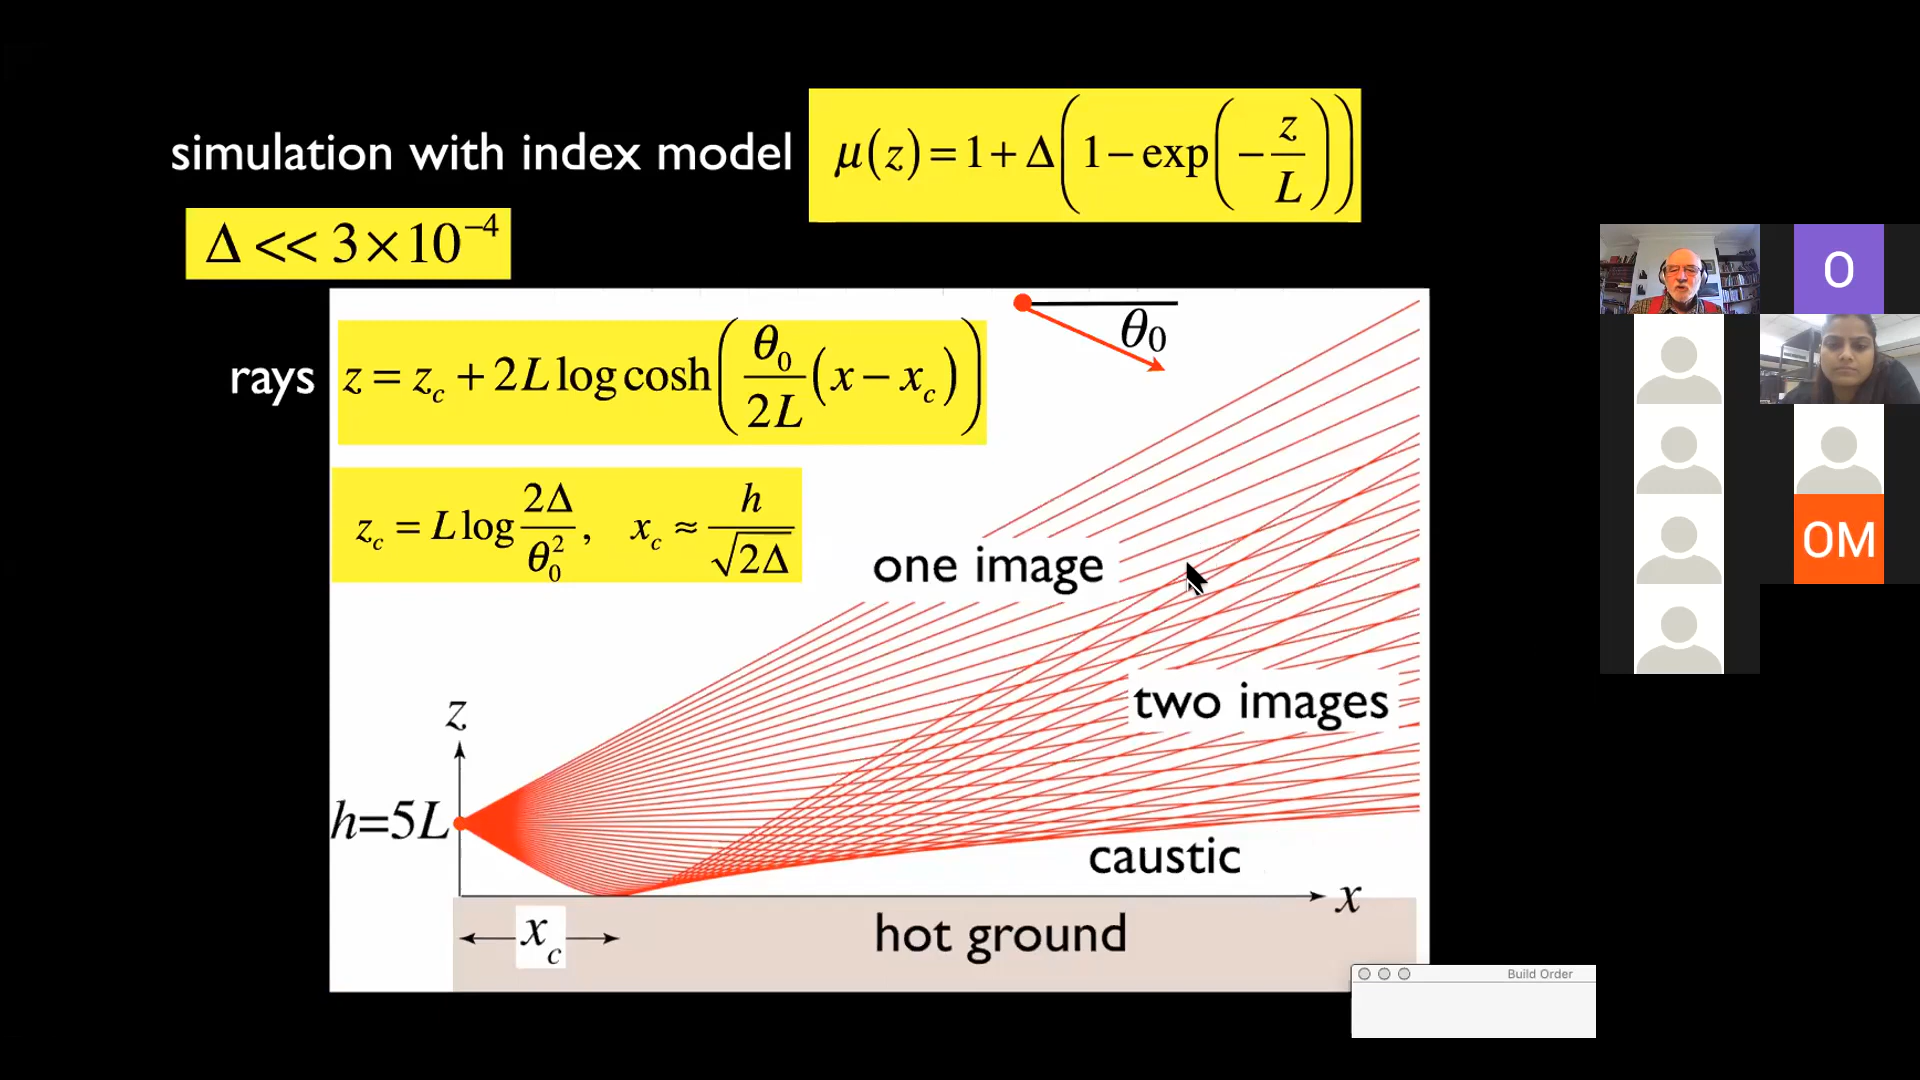 simulation with index model μ(z) = 1 + Δ(1 − exp(−z/L))
Δ << 3×10⁻⁴
θ₀
rays z = z_c + 2L log cosh(θ₀/2L (x − x_c))
z_c = L log 2Δ/θ₀², x_c ≈ h/√2Δ
one image
two images
z
h=5L
caustic
x
x_c
hot ground
Build Order
O
OM